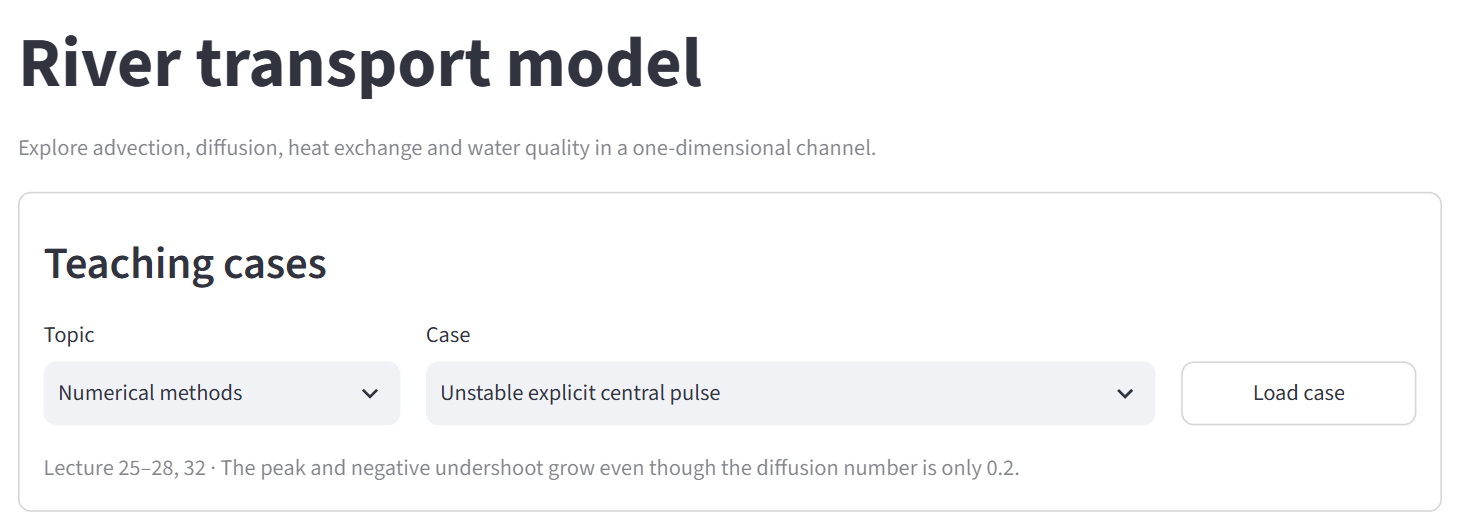 River transport model
Explore advection, diffusion, heat exchange and water quality in a one-dimensional channel.
Teaching cases
Topic
Case
Numerical methods
Unstable explicit central pulse
Load case
Lecture 25–28, 32 · The peak and negative undershoot grow even though the diffusion number is only 0.2.